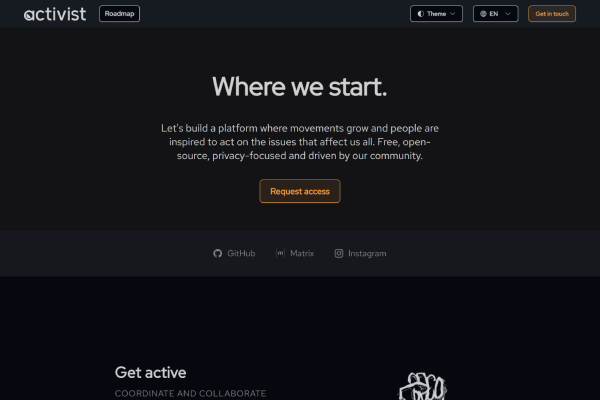 activist
Roadmap
Theme
EN
Get in touch
Where we start.
Let's build a platform where movements grow and people are
inspired to act on the issues that affect us all. Free, open-
source, privacy-focused and driven by our community.
Request access
GitHub
[m] Matrix
Instagram
Get active
COORDINATE AND COLLABORATE